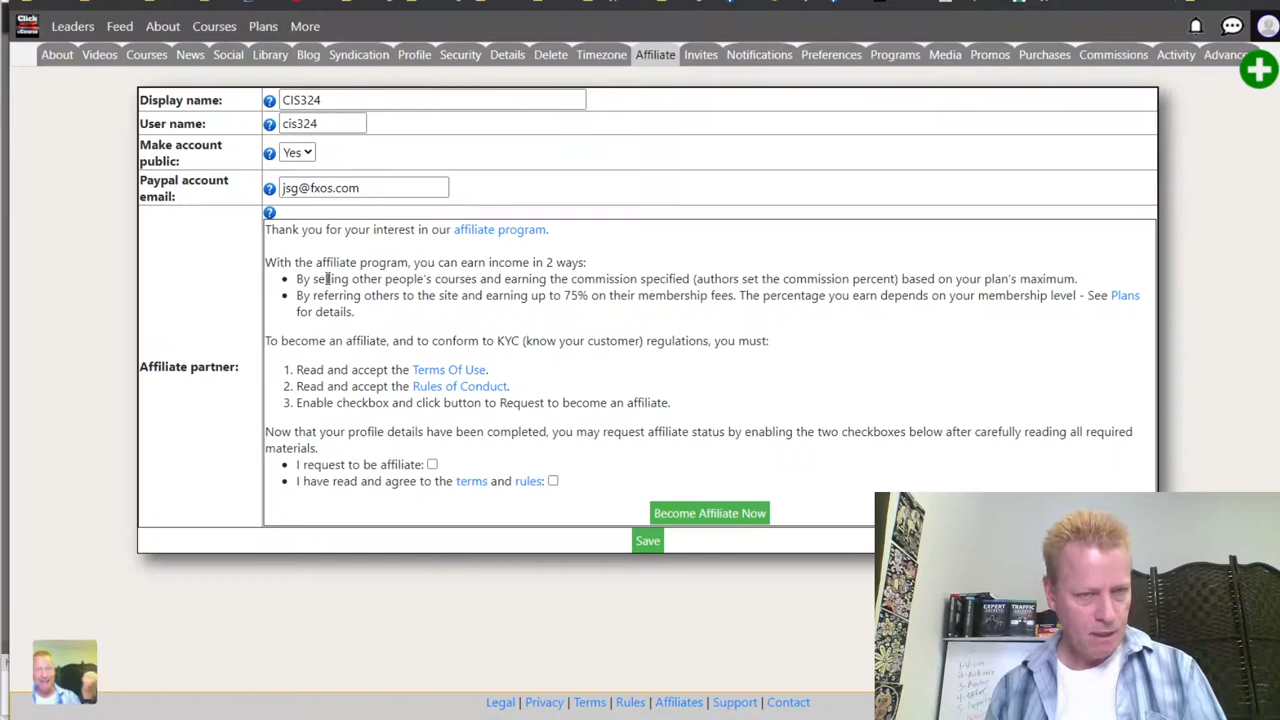 Click
eCourse
Leaders Feed About Courses Plans More
About Videos Courses News Social Library Blog Syndication Profile Security Details Delete Timezone Affiliate Invites Notifications Preferences Programs Media Promos Purchases Commissions Activity Advanc
Display name: CIS324
User name: cis324
Make account
public: Yes
Paypal account
email: jsg@fxos.com
Thank you for your interest in our affiliate program.
With the affiliate program, you can earn income in 2 ways:
By selling other people's courses and earning the commission specified (authors set the commission percent) based on your plan's maximum.
By referring others to the site and earning up to 75% on their membership fees. The percentage you earn depends on your membership level - See Plans
for details.
To become an affiliate, and to conform to KYC (know your customer) regulations, you must:
Affiliate partner:
1. Read and accept the Terms Of Use.
2. Read and accept the Rules of Conduct.
3. Enable checkbox and click button to Request to become an affiliate.
Now that your profile details have been completed, you may request affiliate status by enabling the two checkboxes below after carefully reading all required
materials.
I request to be affiliate:
I have read and agree to the terms and rules:
Become Affiliate Now
Save
EXPERT
TRAFFIC
Legal | Privacy | Terms | Rules | Affiliates | Support | Contact